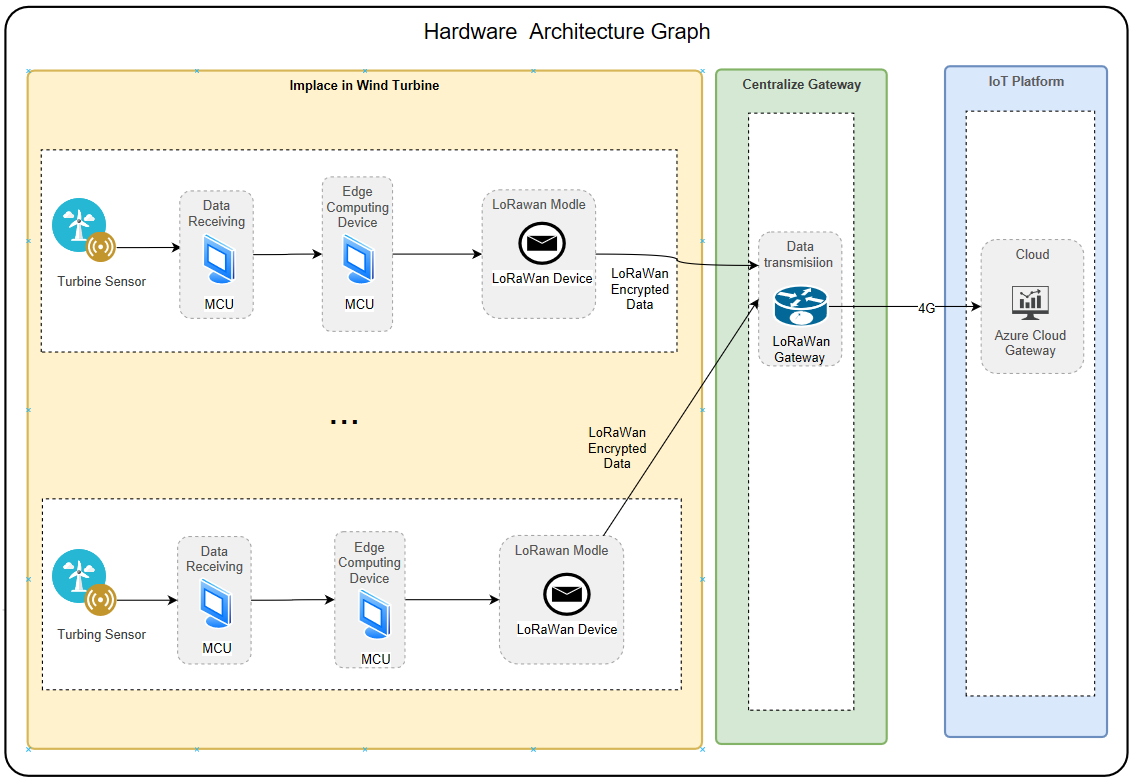 Hardware Architecture Graph
Implace in Wind Turbine
Centralize Gateway
IoT Platform
Turbine Sensor
Data
Receiving
MCU
Edge
Computing
Device
MCU
LoRawan Modle
LoRaWan Device
LoRaWan
Encrypted
Data
Data
transmisiion
LoRaWan
Gateway
4G
Cloud
Azure Cloud
Gateway
...
LoRaWan
Encrypted
Data
Turbing Sensor
Data
Receiving
MCU
Edge
Computing
Device
MCU
LoRawan Modle
LoRaWan Device